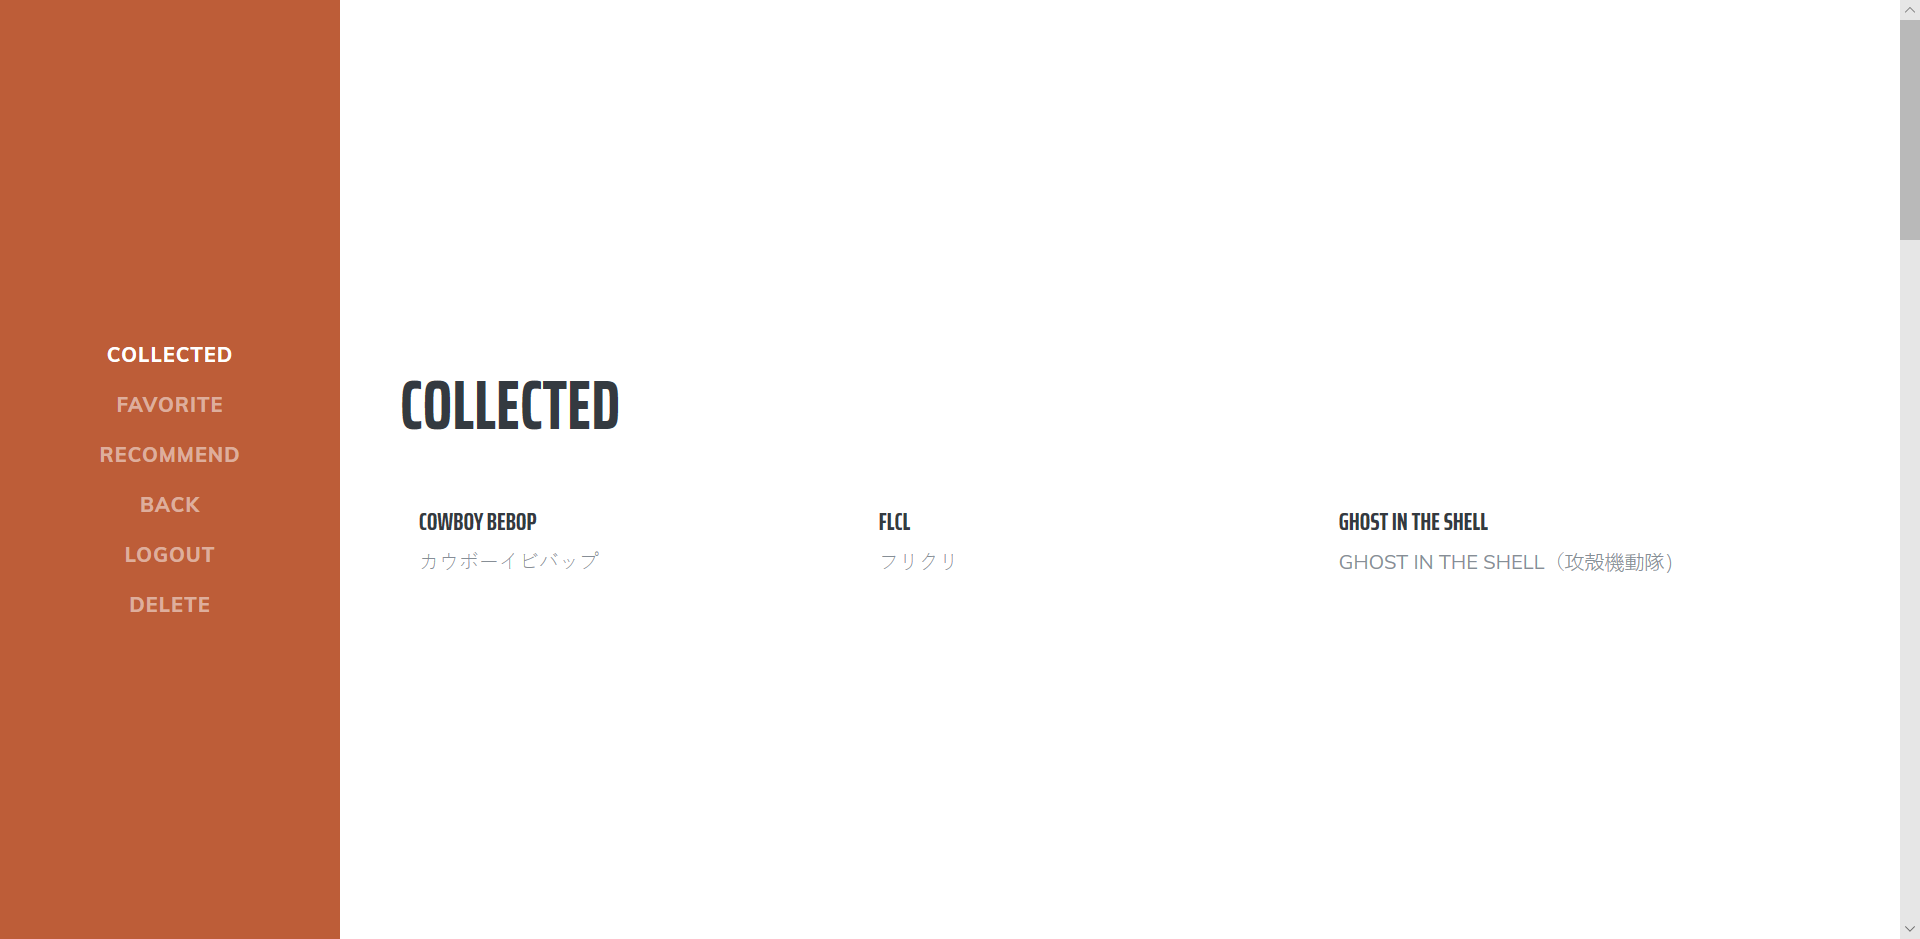 COLLECTED
FAVORITE
RECOMMEND
BACK
LOGOUT
DELETE
COLLECTED
COWBOY BEBOP
カウボーイビバップ
FLCL
フリクリ
GHOST IN THE SHELL
GHOST IN THE SHELL（攻殻機動隊)